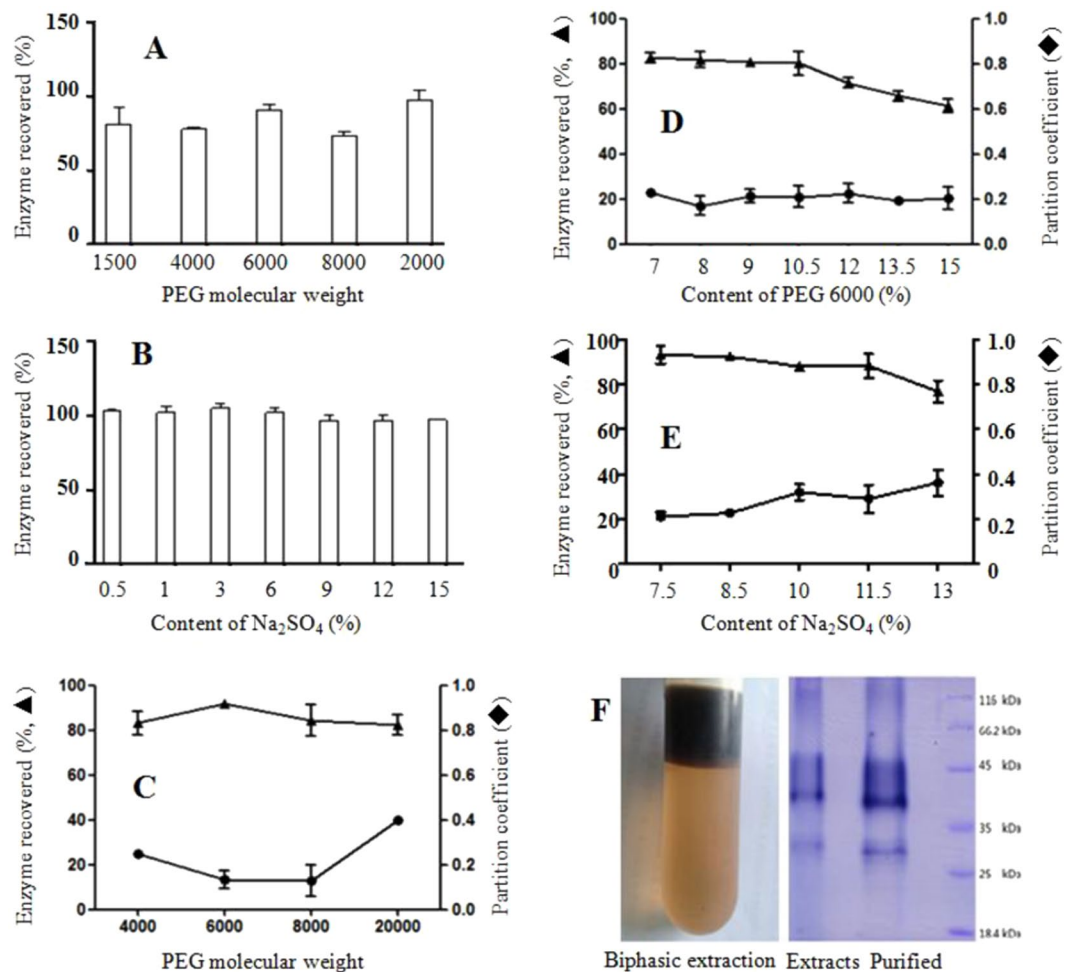 A
Enzyme recovered (%)
150
100
50
0
1500 4000 6000 8000 2000
PEG molecular weight
B
Enzyme recovered (%)
150
100
50
0
0.5 1 3 6 9 12 15
Content of Na₂SO₄ (%)
C
Enzyme recovered (%, ▲)
100
80
60
40
20
0
Partition coefficient (◆)
1.0
0.8
0.6
0.4
0.2
0.0
4000 6000 8000 20000
PEG molecular weight
D
Enzyme recovered (%, ▲)
100
80
60
40
20
0
Partition coefficient (◆)
1.0
0.8
0.6
0.4
0.2
0.0
7 8 9 10.5 12 13.5 15
Content of PEG 6000 (%)
E
Enzyme recovered (%, ▲)
100
80
60
40
20
0
Partition coefficient (◆)
1.0
0.8
0.6
0.4
0.2
0
7.5 8.5 10 11.5 13
Content of Na₂SO₄ (%)
F
116 kDa
66.2 kDa
45 kDa
35 kDa
25 kDa
18.4 kDa
Biphasic extraction Extracts Purified